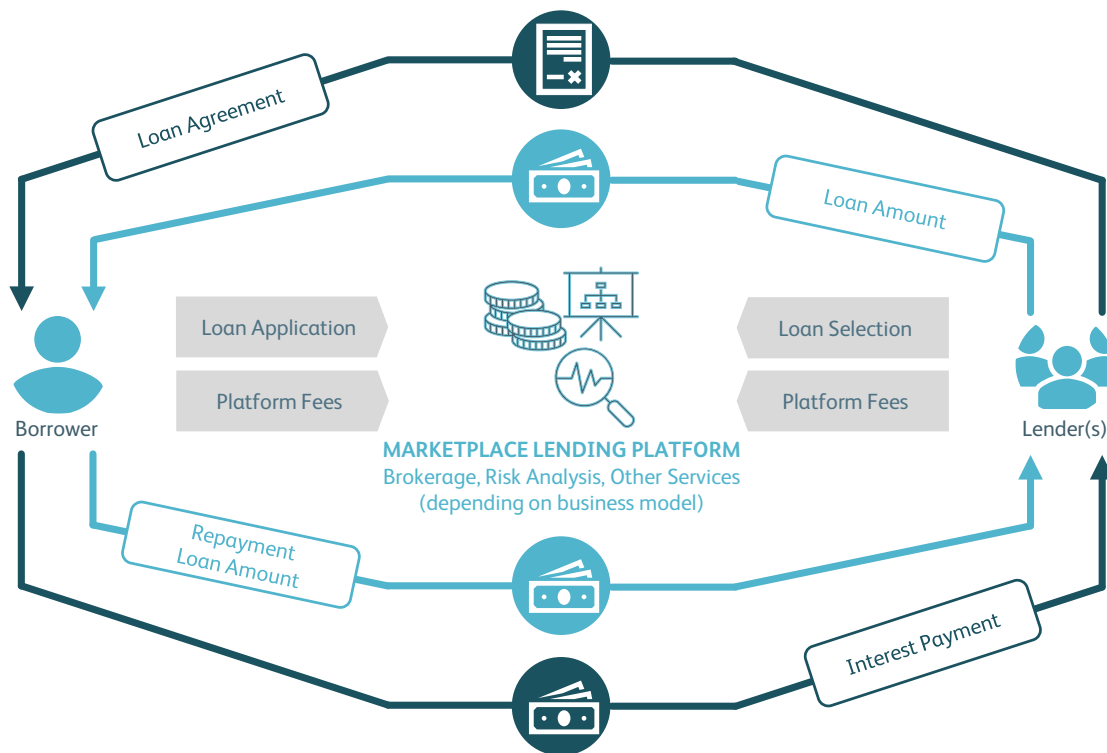 Loan Agreement
Loan Amount
Loan Application
Loan Selection
Platform Fees
Platform Fees
Borrower
Lender(s)
MARKETPLACE LENDING PLATFORM
Brokerage, Risk Analysis, Other Services
(depending on business model)
Repayment
Loan Amount
Interest Payment